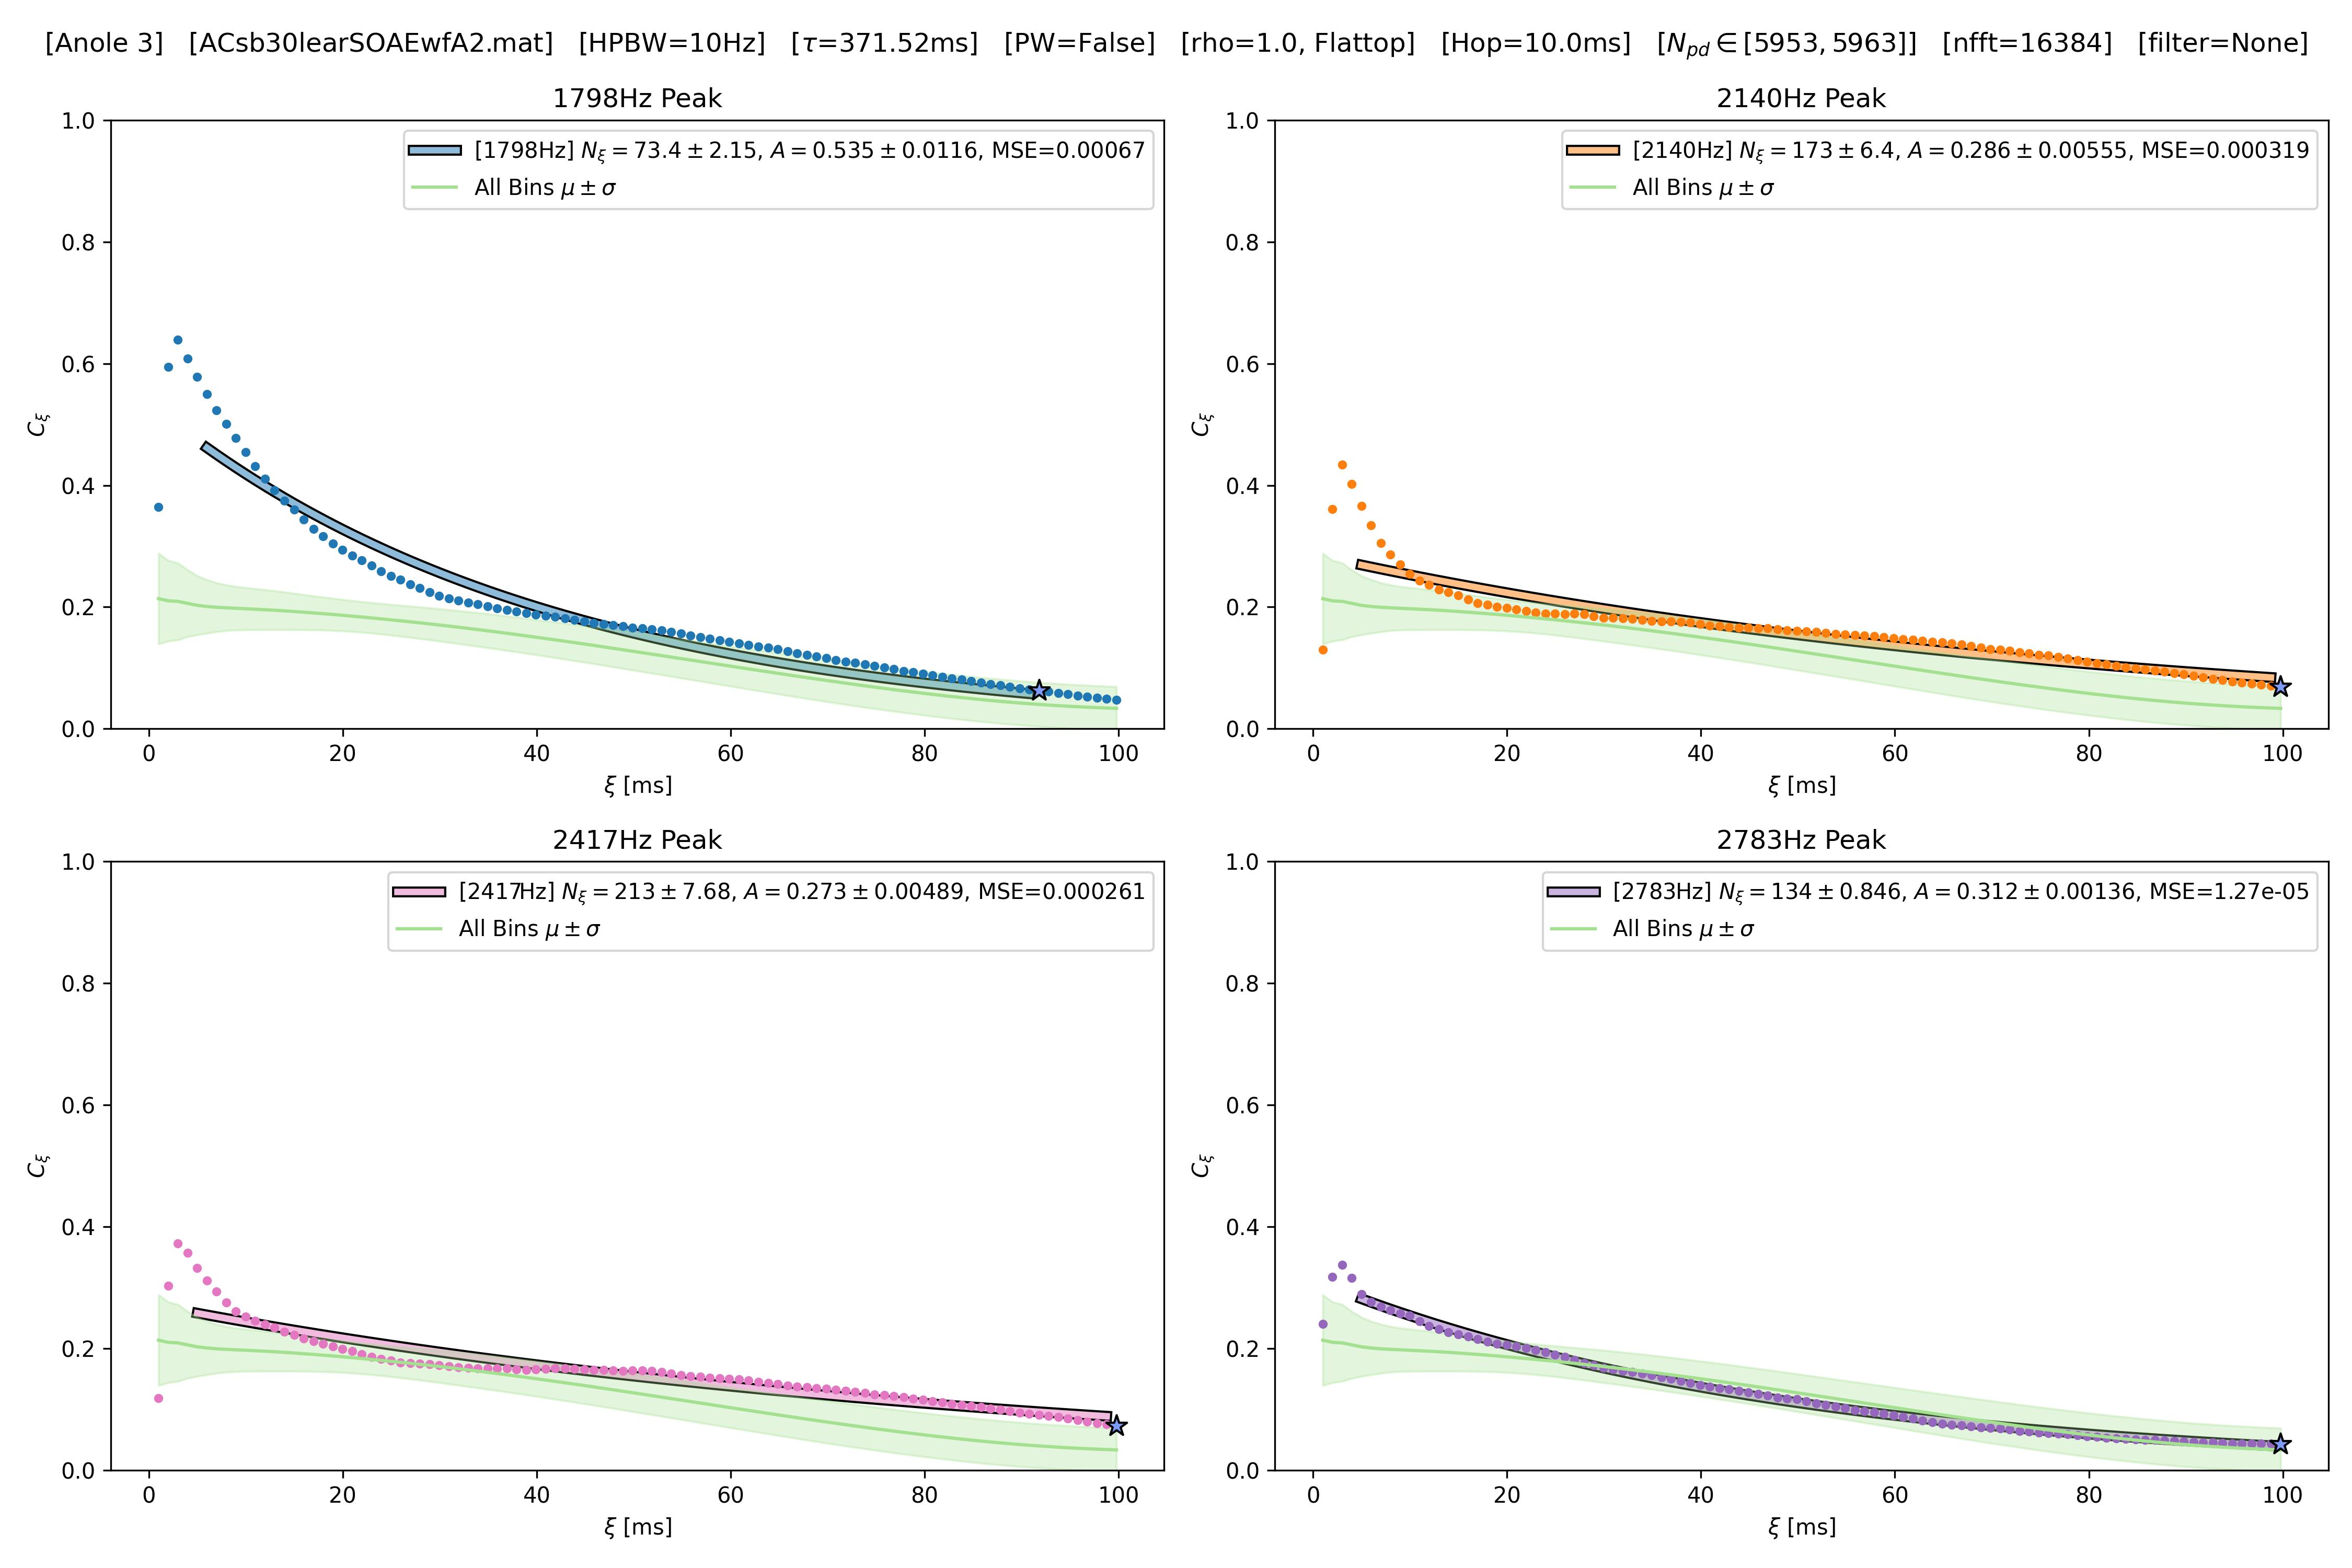 [Anole 3] [ACsb30learSOAEwfA2.mat] [HPBW=10Hz] [τ=371.52ms] [PW=False] [rho=1.0, Flattop] [Hop=10.0ms] [N_pd ∈ [5953, 5963]] [nfft=16384] [filter=None]
1798Hz Peak
[1798Hz] N_ξ = 73.4 ± 2.15, A = 0.535 ± 0.0116, MSE=0.00067
All Bins μ ± σ
1.0
0.8
0.6
0.4
0.2
0.0
C_ξ
0 20 40 60 80 100
ξ [ms]
2140Hz Peak
[2140Hz] N_ξ = 173 ± 6.4, A = 0.286 ± 0.00555, MSE=0.000319
All Bins μ ± σ
1.0
0.8
0.6
0.4
0.2
0.0
C_ξ
0 20 40 60 80 100
ξ [ms]
2417Hz Peak
[2417Hz] N_ξ = 213 ± 7.68, A = 0.273 ± 0.00489, MSE=0.000261
All Bins μ ± σ
1.0
0.8
0.6
0.4
0.2
0.0
C_ξ
0 20 40 60 80 100
ξ [ms]
2783Hz Peak
[2783Hz] N_ξ = 134 ± 0.846, A = 0.312 ± 0.00136, MSE=1.27e-05
All Bins μ ± σ
1.0
0.8
0.6
0.4
0.2
0.0
C_ξ
0 20 40 60 80 100
ξ [ms]